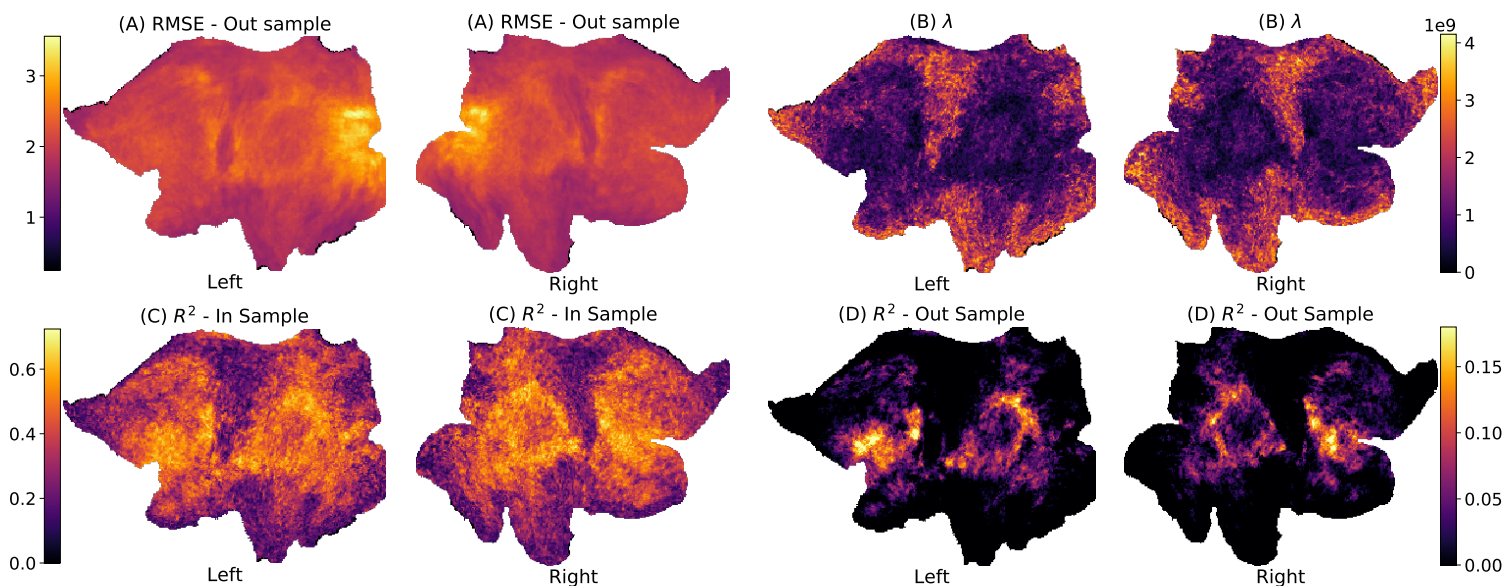 (A) RMSE - Out sample
(A) RMSE - Out sample
(B) λ
(B) λ
1e9
3
2
1
4
3
2
1
0
Left
Right
Left
Right
(C) R² - In Sample
(C) R² - In Sample
(D) R² - Out Sample
(D) R² - Out Sample
0.6
0.4
0.2
0.0
0.15
0.10
0.05
0.00
Left
Right
Left
Right